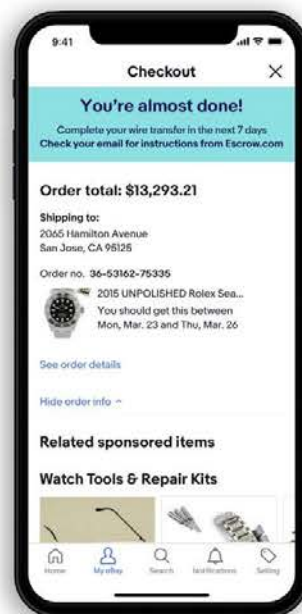 9:41
Checkout
You're almost done!
Complete your wire transfer in the next 7 days
Check your email for instructions from Escrow.com
Order total: $13,293.21
Shipping to:
2065 Hamilton Avenue
San Jose, CA 95125
Order no. 36-53162-75335
2015 UNPOLISHED Rolex Sea...
You should get this between
Mon, Mar. 23 and Thu, Mar. 26
See order details
Hide order info
Related sponsored items
Watch Tools & Repair Kits
Home
My eBay
Search
Notifications
Selling